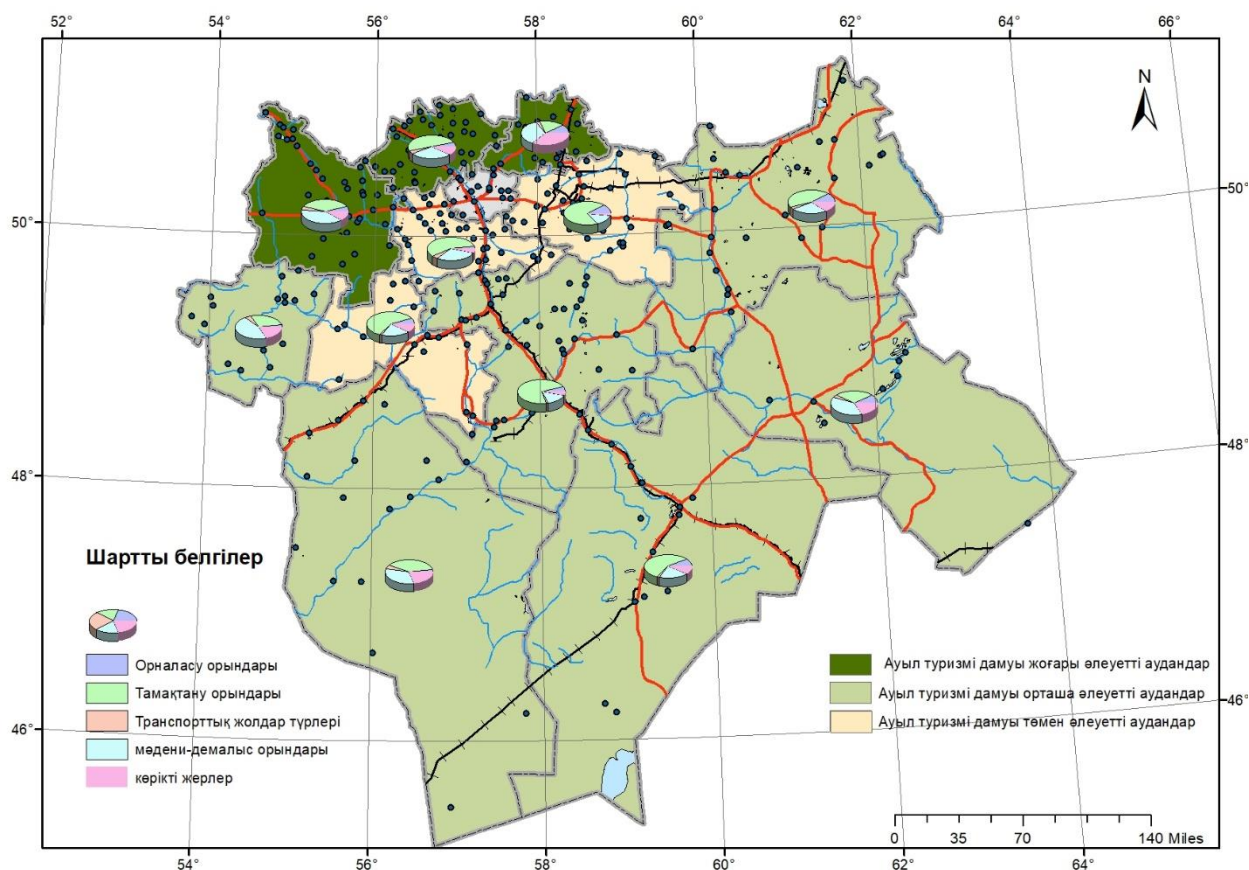 52° 54° 56° 58° 60° 62° 64° 66°
N
50° 50°
48° 48°
46° 46°
Шартты белгілер
Орналасу орындары
Тамақтану орындары
Транспорттық жолдар түрлері
мәдени-демалыс орындары
көрікті жерлер
Ауыл туризмі дамуы жоғары әлеуетті аудандар
Ауыл туризмі дамуы орташа әлеуетті аудандар
Ауыл туризмі дамуы төмен әлеуетті аудандар
0 35 70 140 Miles
54° 56° 58° 60° 62° 64°